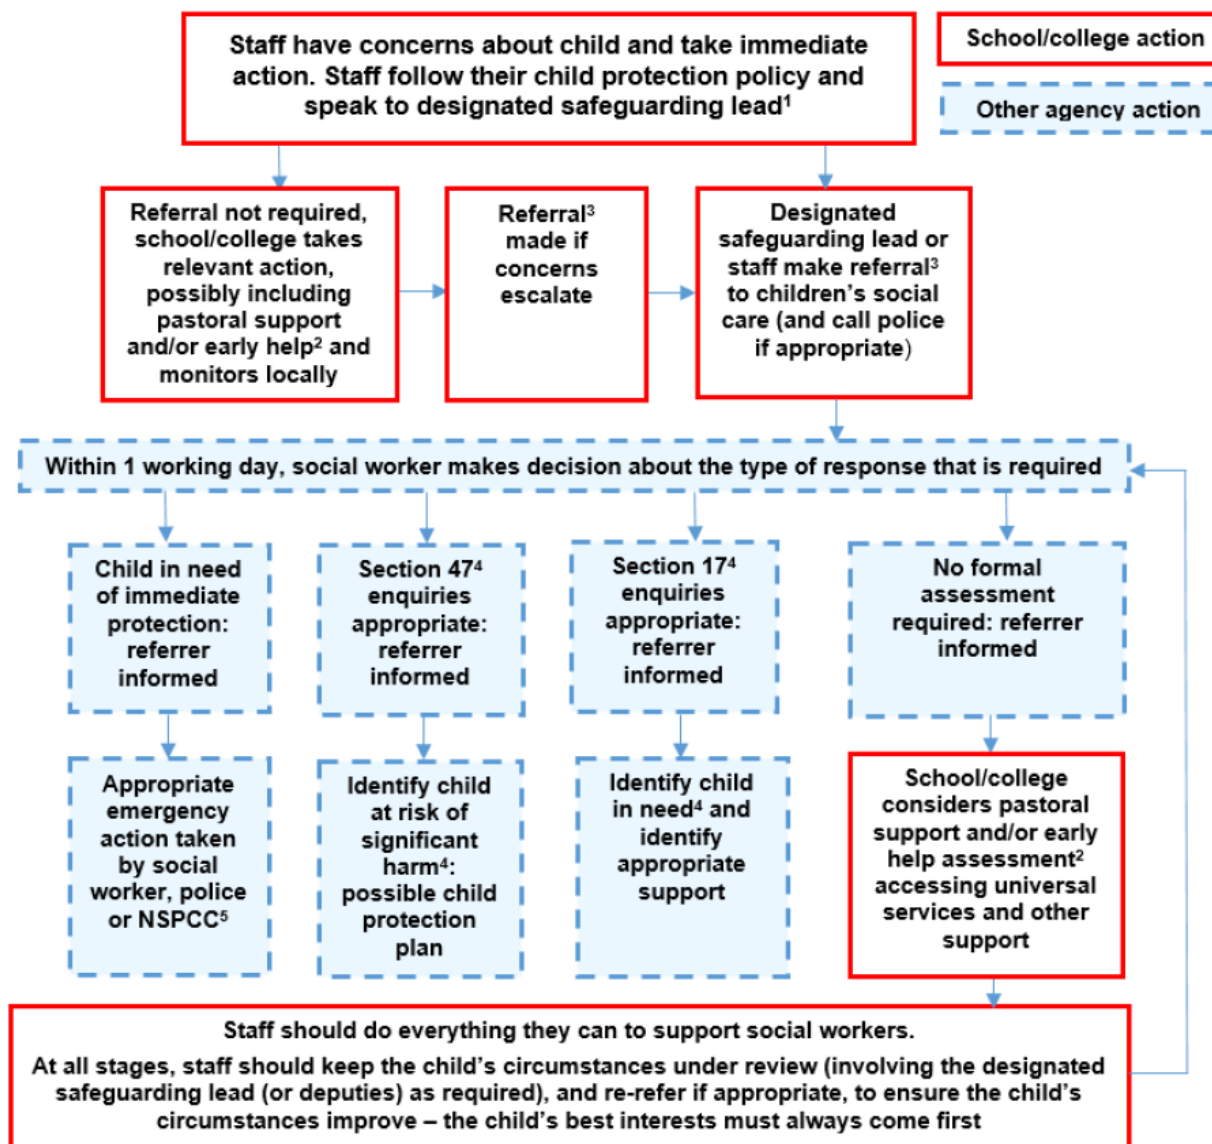 Staff have concerns about child and take immediate
action. Staff follow their child protection policy and
speak to designated safeguarding lead¹
School/college action
Other agency action
Referral not required,
school/college takes
relevant action,
possibly including
pastoral support
and/or early help² and
monitors locally
Referral³
made if
concerns
escalate
Designated
safeguarding lead or
staff make referral³
to children’s social
care (and call police
if appropriate)
Within 1 working day, social worker makes decision about the type of response that is required
Child in need
of immediate
protection:
referrer
informed
Section 47⁴
enquiries
appropriate:
referrer
informed
Section 17⁴
enquiries
appropriate:
referrer
informed
No formal
assessment
required: referrer
informed
Appropriate
emergency
action taken
by social
worker, police
or NSPCC⁵
Identify child
at risk of
significant
harm⁴:
possible child
protection
plan
Identify child
in need⁴ and
identify
appropriate
support
School/college
considers pastoral
support and/or early
help assessment²
accessing universal
services and other
support
Staff should do everything they can to support social workers.
At all stages, staff should keep the child’s circumstances under review (involving the designated
safeguarding lead (or deputies) as required), and re-refer if appropriate, to ensure the child’s
circumstances improve – the child’s best interests must always come first